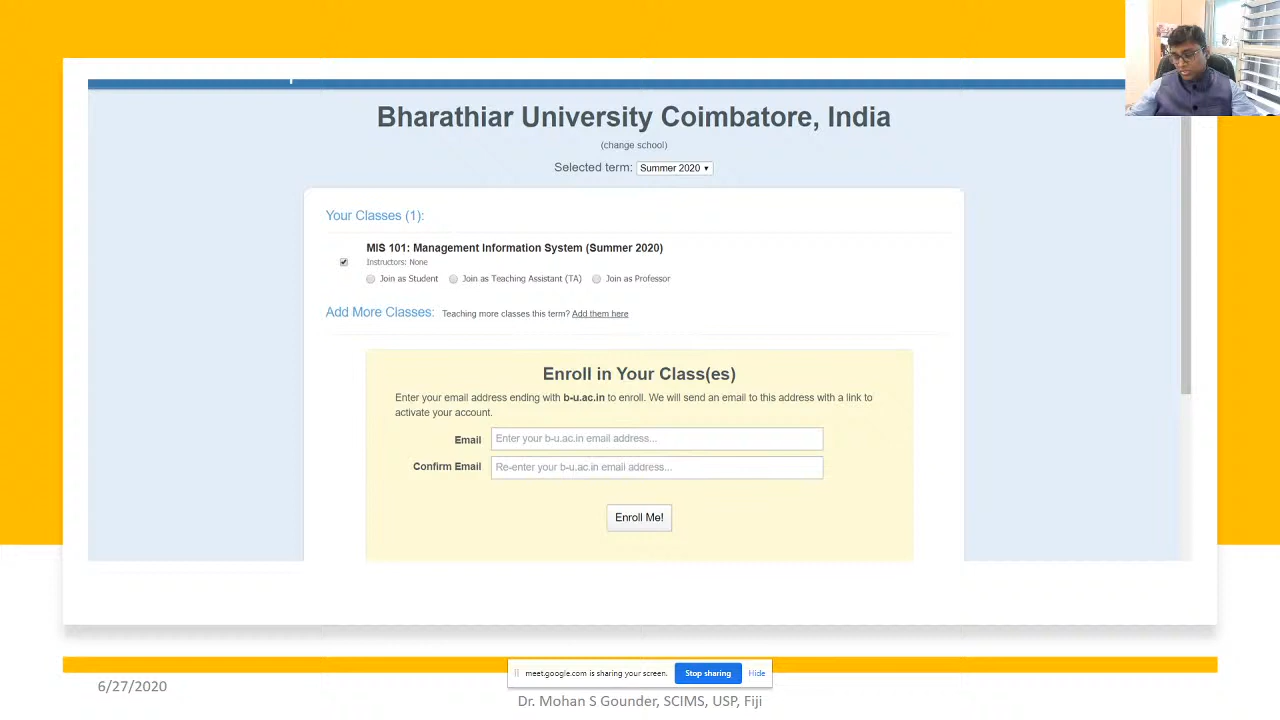 Bharathiar University Coimbatore, India
(change school)
Selected term: Summer 2020
Your Classes (1):
MIS 101: Management Information System (Summer 2020)
Instructors: None
Join as Student Join as Teaching Assistant (TA) Join as Professor
Add More Classes: Teaching more classes this term? Add them here
Enroll in Your Class(es)
Enter your email address ending with b-u.ac.in to enroll. We will send an email to this address with a link to
activate your account.
Email Enter your b-u.ac.in email address...
Confirm Email Re-enter your b-u.ac.in email address...
Enroll Me!
meet.google.com is sharing your screen. Stop sharing Hide
6/27/2020
Dr. Mohan S Gounder, SCIMS, USP, Fiji